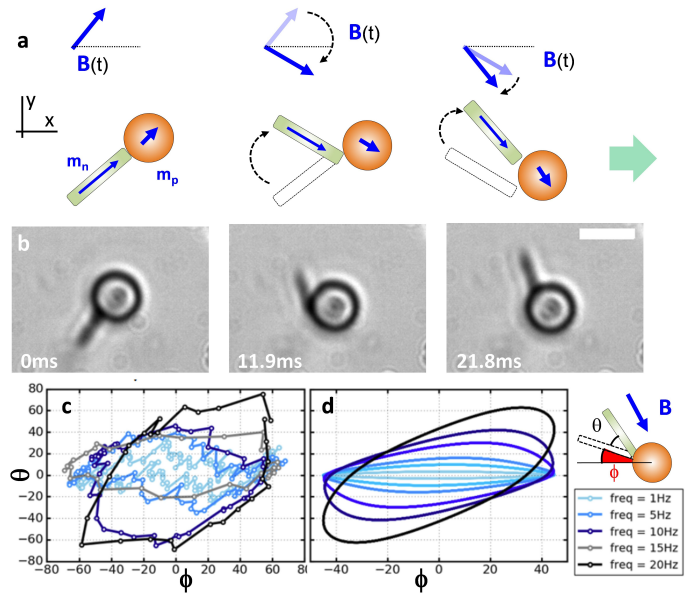 a
B(t)
B(t)
B(t)
y
x
mn
mp
b
0ms
11.9ms
21.8ms
c
80
60
40
20
0
−20
−40
−60
−80
θ
−80 −60 −40 −20 0 20 40 60 80
ϕ
d
−40 −20 0 20 40
ϕ
B
θ
ϕ
freq = 1Hz
freq = 5Hz
freq = 10Hz
freq = 15Hz
freq = 20Hz